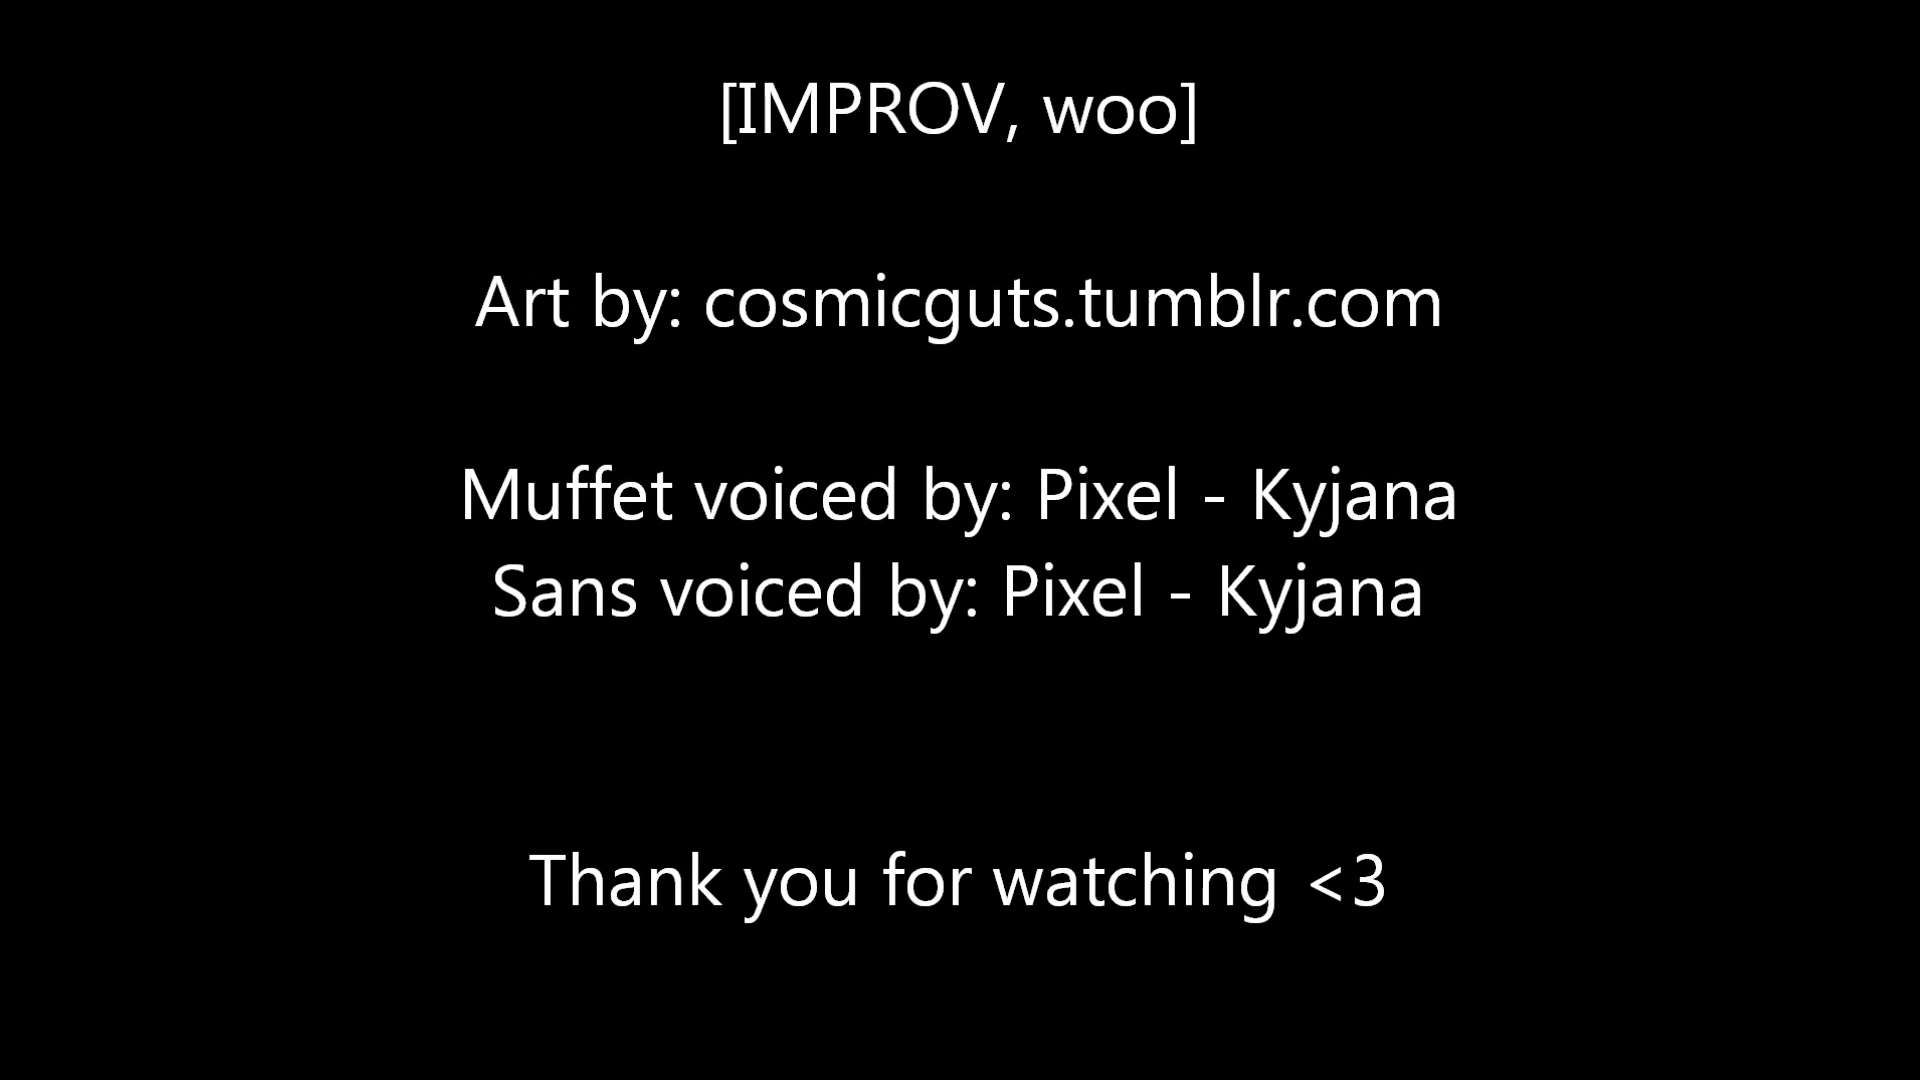 [IMPROV, woo]
Art by: cosmicguts.tumblr.com
Muffet voiced by: Pixel - Kyjana
Sans voiced by: Pixel - Kyjana
Thank you for watching <3